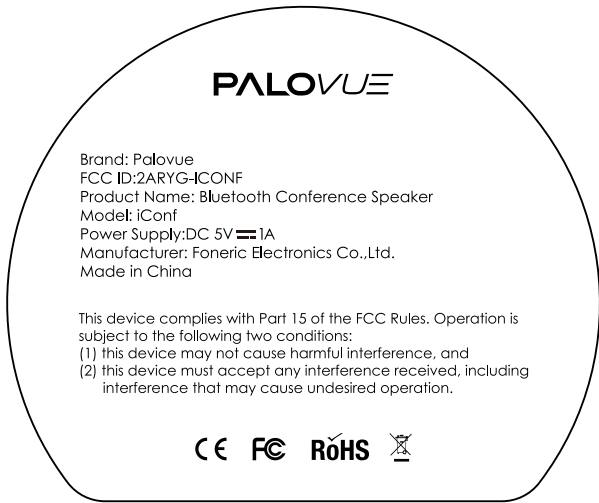 PALOVUE
Brand: Palovue
FCC ID:2ARYG-ICONF
Product Name: Bluetooth Conference Speaker
Model: iConf
Power Supply:DC 5V⎓1A
Manufacturer: Foneric Electronics Co.,Ltd.
Made in China
This device complies with Part 15 of the FCC Rules. Operation is
subject to the following two conditions:
(1) this device may not cause harmful interference, and
(2) this device must accept any interference received, including
interference that may cause undesired operation.
CE FC RoHS